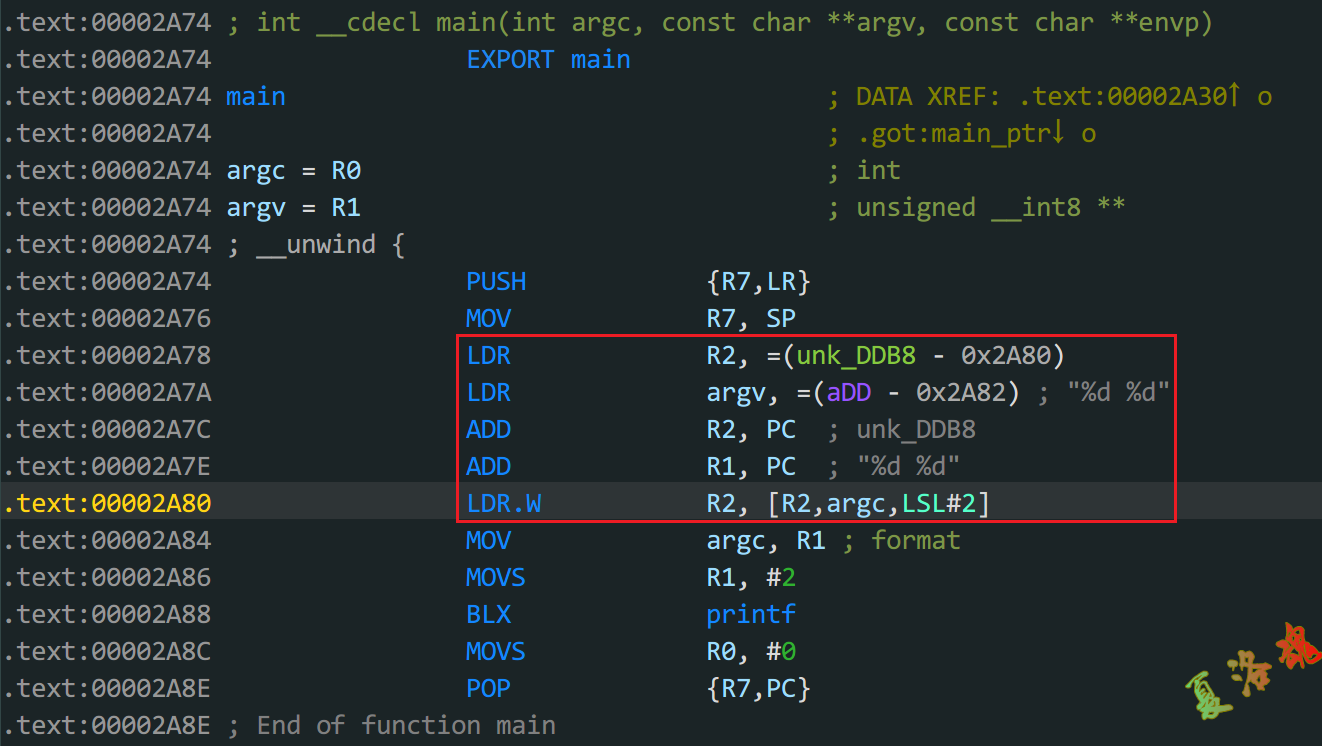 .text:00002A74 ; int __cdecl main(int argc, const char **argv, const char **envp)
.text:00002A74 EXPORT main
.text:00002A74 main ; DATA XREF: .text:00002A30↑ o
.text:00002A74 ; .got:main_ptr↓ o
.text:00002A74 argc = R0 ; int
.text:00002A74 argv = R1 ; unsigned __int8 **
.text:00002A74 ; __unwind {
.text:00002A74 PUSH {R7,LR}
.text:00002A76 MOV R7, SP
.text:00002A78 LDR R2, =(unk_DDB8 - 0x2A80)
.text:00002A7A LDR argv, =(aDD - 0x2A82) ; "%d %d"
.text:00002A7C ADD R2, PC ; unk_DDB8
.text:00002A7E ADD R1, PC ; "%d %d"
.text:00002A80 LDR.W R2, [R2,argc,LSL#2]
.text:00002A84 MOV argc, R1 ; format
.text:00002A86 MOVS R1, #2
.text:00002A88 BLX printf
.text:00002A8C MOVS R0, #0
.text:00002A8E POP {R7,PC}
.text:00002A8E ; End of function main
夏洛